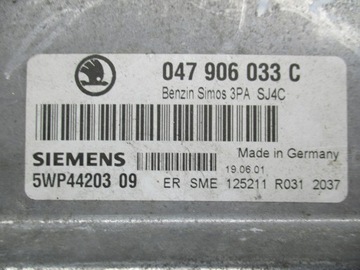 047 906 033 C
Benzin Simos 3PA SJ4C
SIEMENS
Made in Germany
19.06.01
5WP44203 09
ER SME 125211 R031 2037